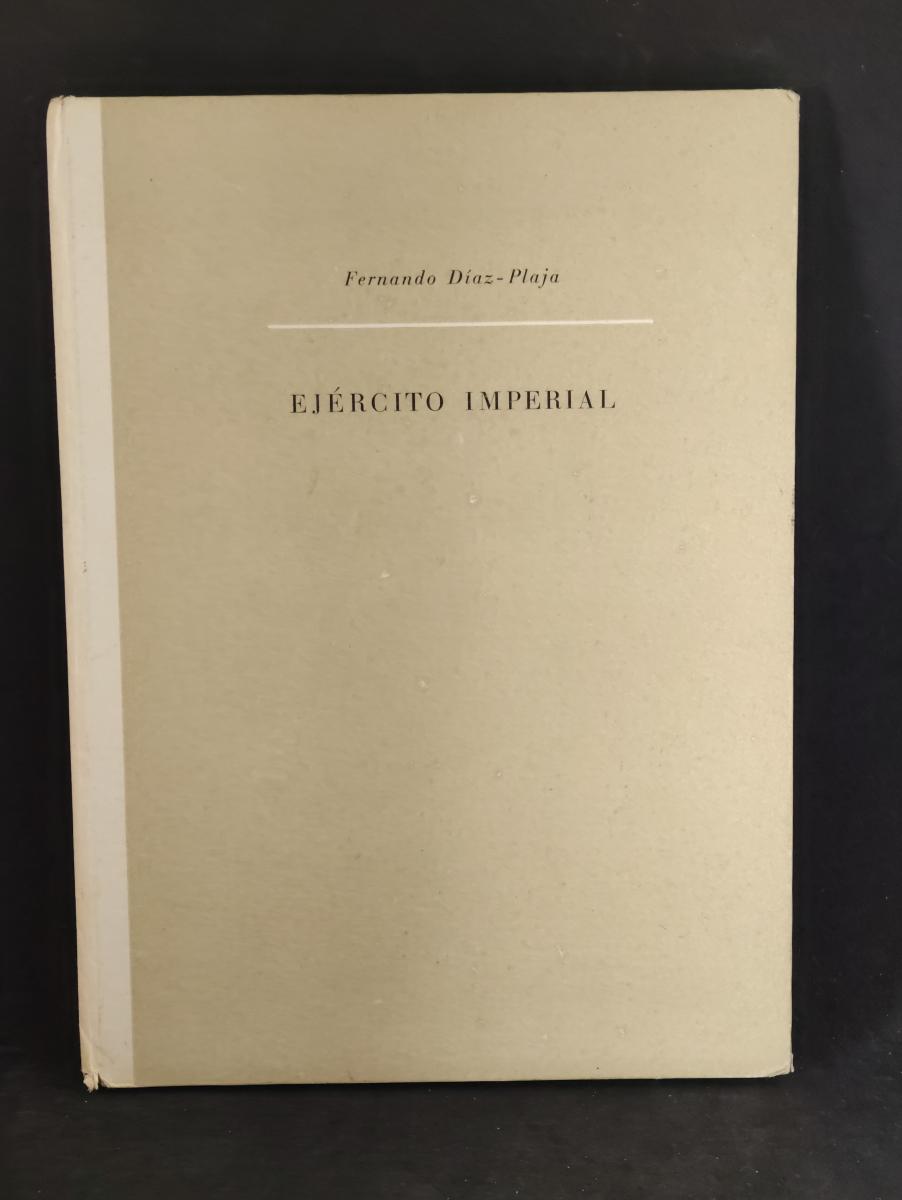 Fernando Díaz-Plaja
EJÉRCITO IMPERIAL